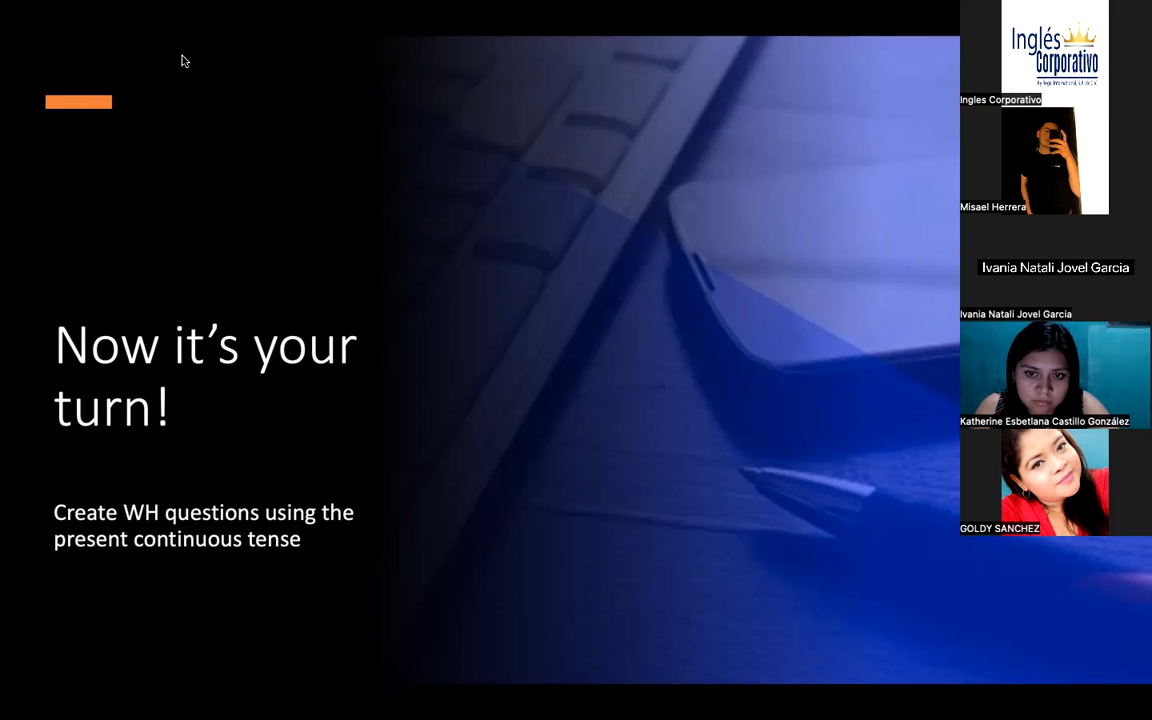 Now it's your
turn!
Create WH questions using the
present continuous tense
Inglés
Corporativo
Ingles Corporativo
Misael Herrera
Ivania Natali Jovel Garcia
Ivania Natali Jovel Garcia
Katherine Esbetlana Castillo González
GOLDY SANCHEZ